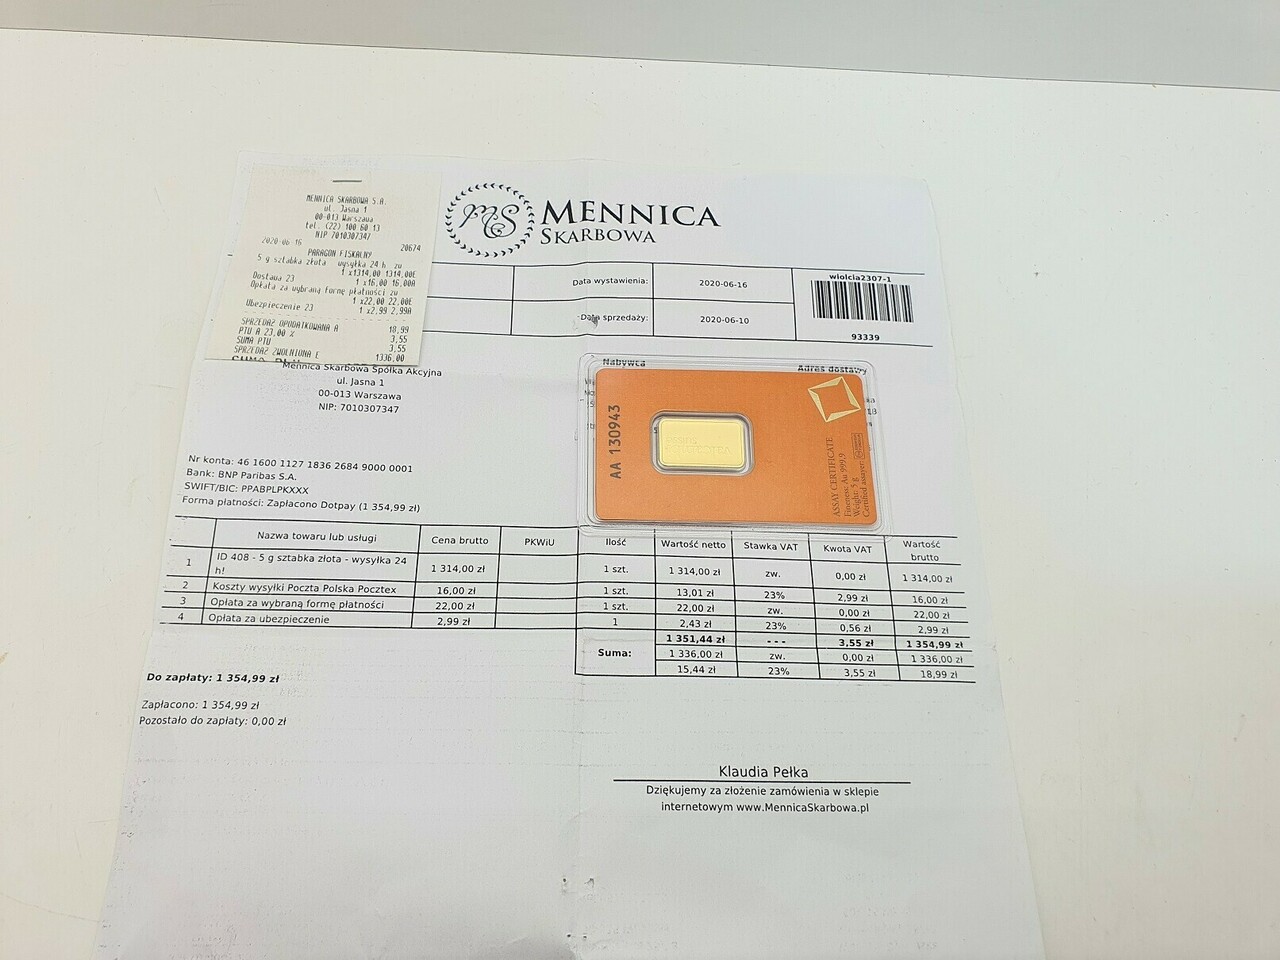 MENNICA SKARBOWA S.A.
ul. Jasna 1
00-013 Warszawa
tel. (22) 100 60 13
NIP 7010307347
2020-06-16 20674
PARAGON FISKALNY
5 g sztabka złota wysyłka 24 h zw
1 x1314,00 1314,00E
Dostawa 23 1 x16,00 16,00A
Opłata za wybraną formę płatności zw
1 x22,00 22,00E
Ubezpieczenie 23 1 x2,99 2,99A
SPRZEDAŻ OPODATKOWANA A 18,99
PTU A 23,00 % 3,55
SUMA PTU 3,55
SPRZEDAŻ ZWOLNIONA E 1336,00
MENNICA
SKARBOWA
Data wystawienia: 2020-06-16
Data sprzedaży: 2020-06-10
wiolcia2307-1
93339
Mennica Skarbowa Spółka Akcyjna
ul. Jasna 1
00-013 Warszawa
NIP: 7010307347
Nabywca
Adres dostawy
AA 130943
ASSAY CERTIFICATE
Fineness: Au 999,9
Weight: 5 g
Certified assayer:
Nr konta: 46 1600 1127 1836 2684 9000 0001
Bank: BNP Paribas S.A.
SWIFT/BIC: PPABPLPKXXX
Forma płatności: Zapłacono Dotpay (1 354,99 zł)
Nazwa towaru lub usługi Cena brutto PKWiU Ilość Wartość netto Stawka VAT Kwota VAT Wartość brutto
1 ID 408 - 5 g sztabka złota - wysyłka 24 h! 1 314,00 zł 1 szt. 1 314,00 zł zw. 0,00 zł 1 314,00 zł
2 Koszty wysyłki Poczta Polska Pocztex 16,00 zł 1 szt. 13,01 zł 23% 2,99 zł 16,00 zł
3 Opłata za wybraną formę płatności 22,00 zł 1 szt. 22,00 zł zw. 0,00 zł 22,00 zł
4 Opłata za ubezpieczenie 2,99 zł 1 2,43 zł 23% 0,56 zł 2,99 zł
Suma: 1 351,44 zł --- 3,55 zł 1 354,99 zł
1 336,00 zł zw. 0,00 zł 1 336,00 zł
15,44 zł 23% 3,55 zł 18,99 zł
Do zapłaty: 1 354,99 zł
Zapłacono: 1 354,99 zł
Pozostało do zapłaty: 0,00 zł
Klaudia Pełka
Dziękujemy za złożenie zamówienia w sklepie
internetowym www.MennicaSkarbowa.pl